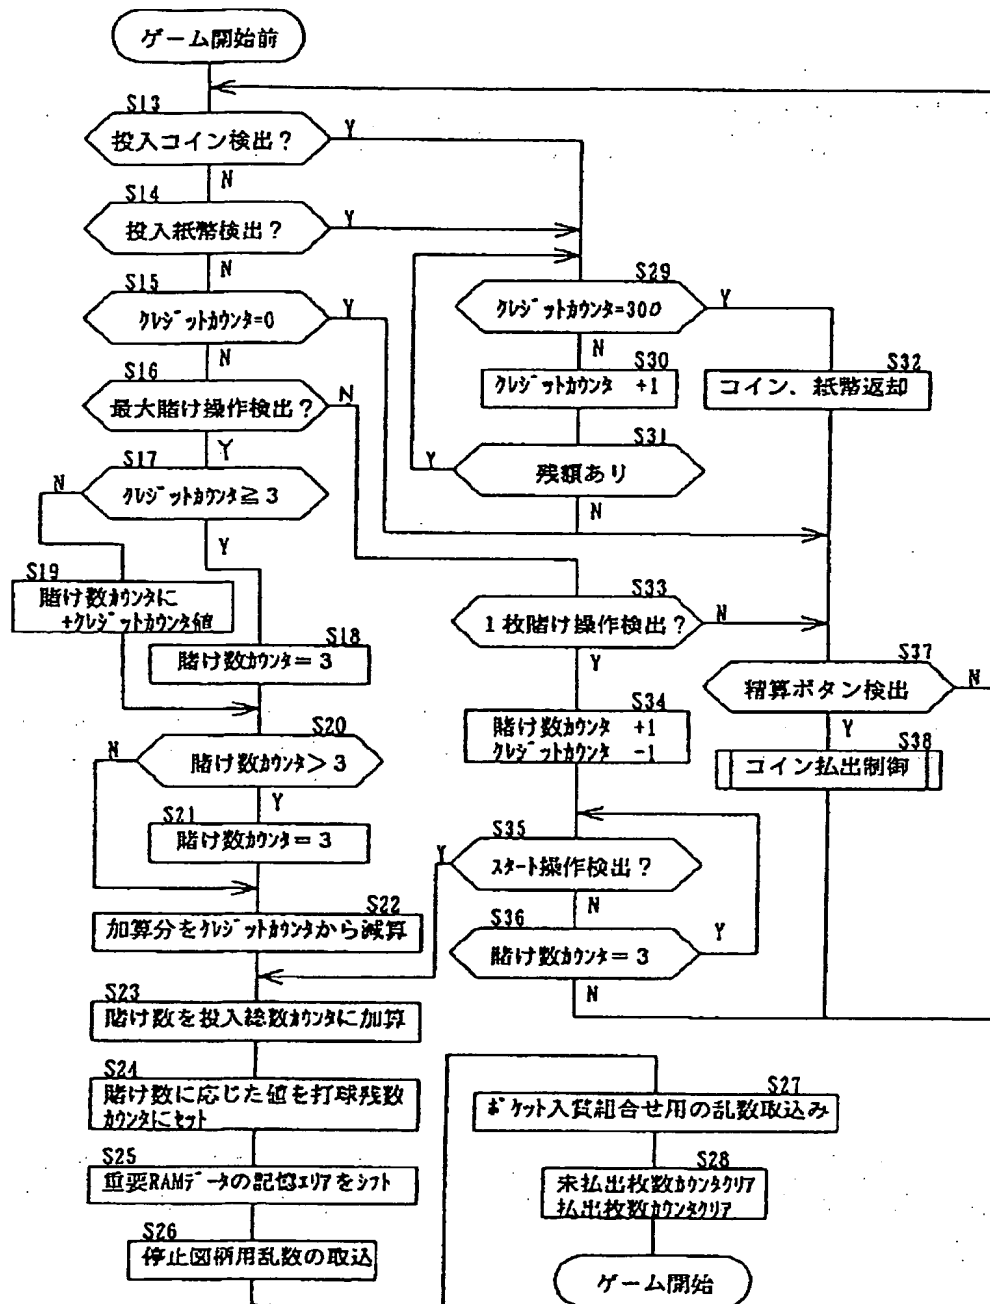 ゲーム開始前
S13
投入コイン検出？
Y
N
S14
投入紙幣検出？
Y
N
S15
クレジットカウンタ=0
Y
N
S16
最大賭け操作検出？
N
Y
S17
クレジットカウンタ≧3
N
Y
S19
賭け数カウンタに
+クレジットカウンタ値
S18
賭け数カウンタ=3
S20
賭け数カウンタ>3
N
Y
S21
賭け数カウンタ=3
S22
加算分をクレジットカウンタから減算
S23
賭け数を投入総数カウンタに加算
S24
賭け数に応じた値を打球残数
カウンタにセット
S25
重要RAMデータの記憶エリアをシフト
S26
停止図柄用乱数の取込
S29
クレジットカウンタ=300
Y
N
S30
クレジットカウンタ +1
S31
残額あり
Y
N
S32
コイン、紙幣返却
S33
1枚賭け操作検出？
N
Y
S34
賭け数カウンタ +1
クレジットカウンタ -1
S35
スタート操作検出？
Y
N
S36
賭け数カウンタ=3
Y
N
S37
精算ボタン検出
N
Y
S38
コイン払出制御
S27
ポケット入賞組合せ用の乱数取込み
S28
未払出枚数カウンタクリア
払出枚数カウンタクリア
ゲーム開始